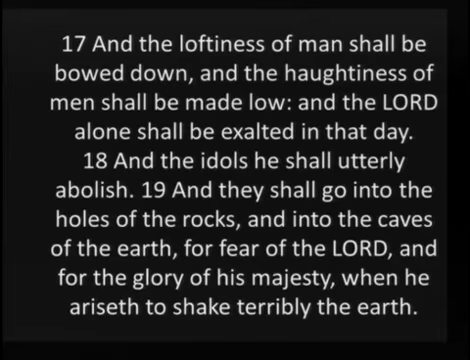 17 And the loftiness of man shall be
bowed down, and the haughtiness of
men shall be made low: and the LORD
alone shall be exalted in that day.
18 And the idols he shall utterly
abolish. 19 And they shall go into the
holes of the rocks, and into the caves
of the earth, for fear of the LORD, and
for the glory of his majesty, when he
ariseth to shake terribly the earth.